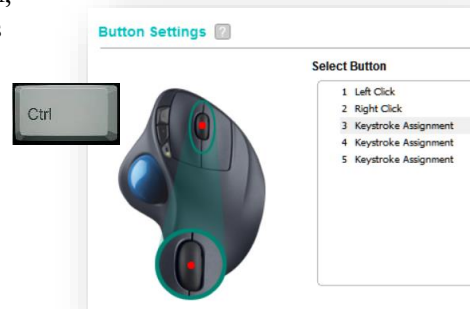 Button Settings ?
Select Button
Ctrl
1 Left Click
2 Right Click
3 Keystroke Assignment
4 Keystroke Assignment
5 Keystroke Assignment